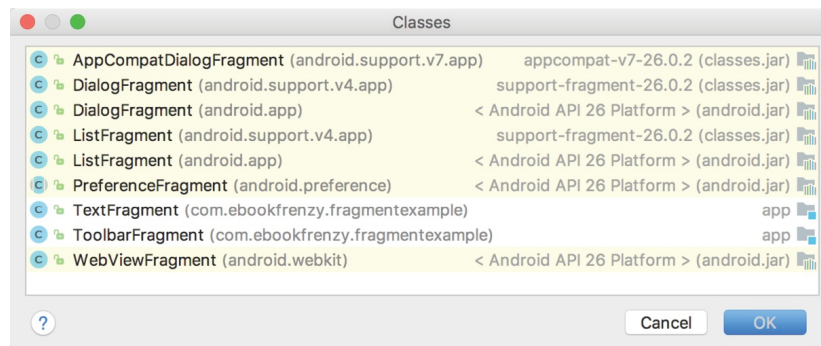 Classes
AppCompatDialogFragment (android.support.v7.app) appcompat-v7-26.0.2 (classes.jar)
DialogFragment (android.support.v4.app) support-fragment-26.0.2 (classes.jar)
DialogFragment (android.app) < Android API 26 Platform > (android.jar)
ListFragment (android.support.v4.app) support-fragment-26.0.2 (classes.jar)
ListFragment (android.app) < Android API 26 Platform > (android.jar)
PreferenceFragment (android.preference) < Android API 26 Platform > (android.jar)
TextFragment (com.ebookfrenzy.fragmentexample) app
ToolbarFragment (com.ebookfrenzy.fragmentexample) app
WebViewFragment (android.webkit) < Android API 26 Platform > (android.jar)
? Cancel OK